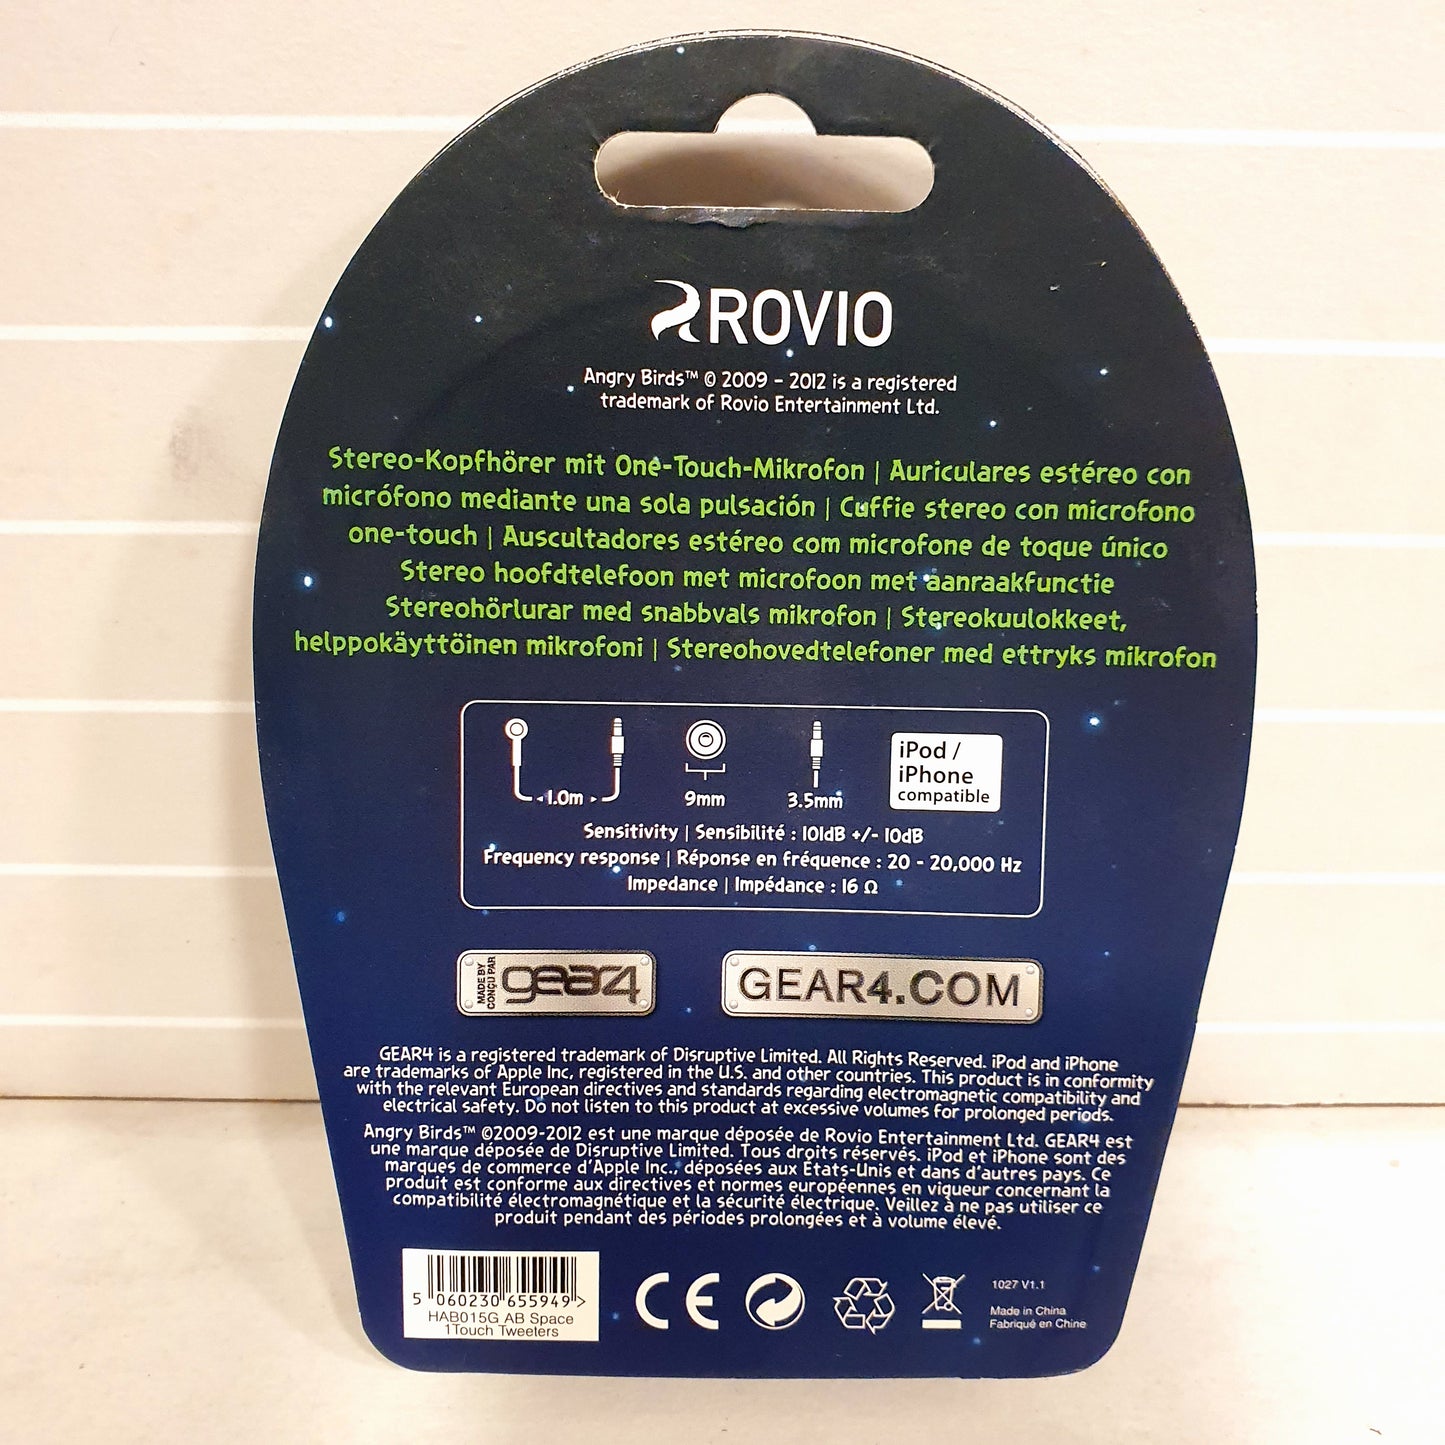 ROVIO
Angry Birds™ © 2009 - 2012 is a registered
trademark of Rovio Entertainment Ltd.
Stereo-Kopfhörer mit One-Touch-Mikrofon | Auriculares estéreo con
micrófono mediante una sola pulsación | Cuffie stereo con microfono
one-touch | Auscultadores estéreo com microfone de toque único
Stereo hoofdtelefoon met microfoon met aanraakfunctie
Stereohörlurar med snabbvals mikrofon | Stereokuulokkeet,
helppokäyttöinen mikrofoni | Stereohovedtelefoner med ettryks mikrofon
1.0m
9mm
3.5mm
iPod /
iPhone
compatible
Sensitivity | Sensibilité : 101dB +/- 10dB
Frequency response | Réponse en fréquence : 20 - 20,000 Hz
Impedance | Impédance : 16 Ω
MADE BY
CONÇU PAR
gear4
GEAR4.COM
GEAR4 is a registered trademark of Disruptive Limited. All Rights Reserved. iPod and iPhone
are trademarks of Apple Inc, registered in the U.S. and other countries. This product is in conformity
with the relevant European directives and standards regarding electromagnetic compatibility and
electrical safety. Do not listen to this product at excessive volumes for prolonged periods.
Angry Birds™ ©2009-2012 est une marque déposée de Rovio Entertainment Ltd. GEAR4 est
une marque déposée de Disruptive Limited. Tous droits réservés. iPod et iPhone sont des
marques de commerce d'Apple Inc., déposées aux États-Unis et dans d'autres pays. Ce
produit est conforme aux directives et normes européennes en vigueur concernant la
compatibilité électromagnétique et la sécurité électrique. Veillez à ne pas utiliser ce
produit pendant des périodes prolongées et à volume élevé.
5 060230 655949 >
HAB015G AB Space
1Touch Tweeters
CE
1027 V1.1
Made in China
Fabriqué en Chine